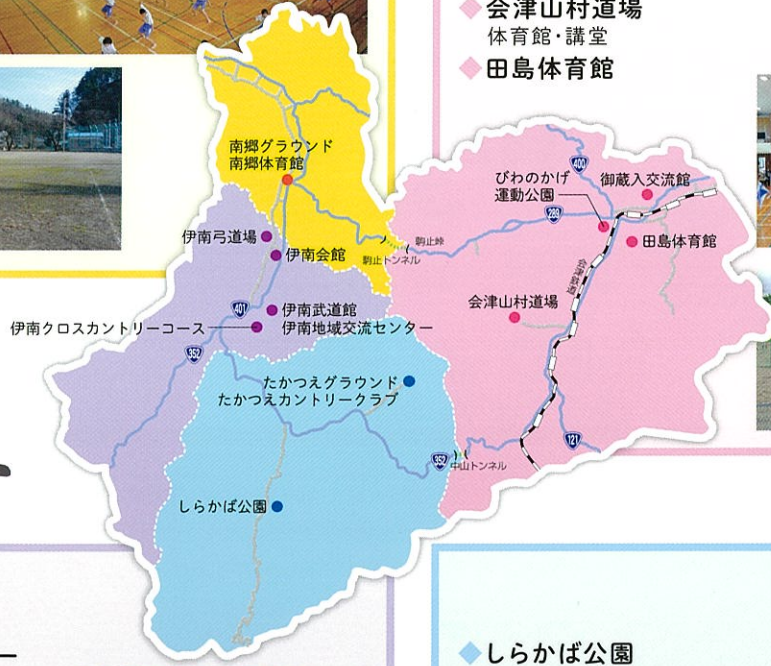 ◆会津山村道場
体育館・講堂
◆田島体育館
南郷グラウンド
南郷体育館
びわのかげ
運動公園
400
御蔵入交流館
伊南弓道場
伊南会館
駒止トンネル
駒止峠
289
田島体育館
会津鉄道
会津山村道場
401
伊南武道館
伊南クロスカントリーコース
伊南地域交流センター
352
たかつえグラウンド
たかつえカントリークラブ
352
中山トンネル
121
しらかば公園
◆しらかば公園